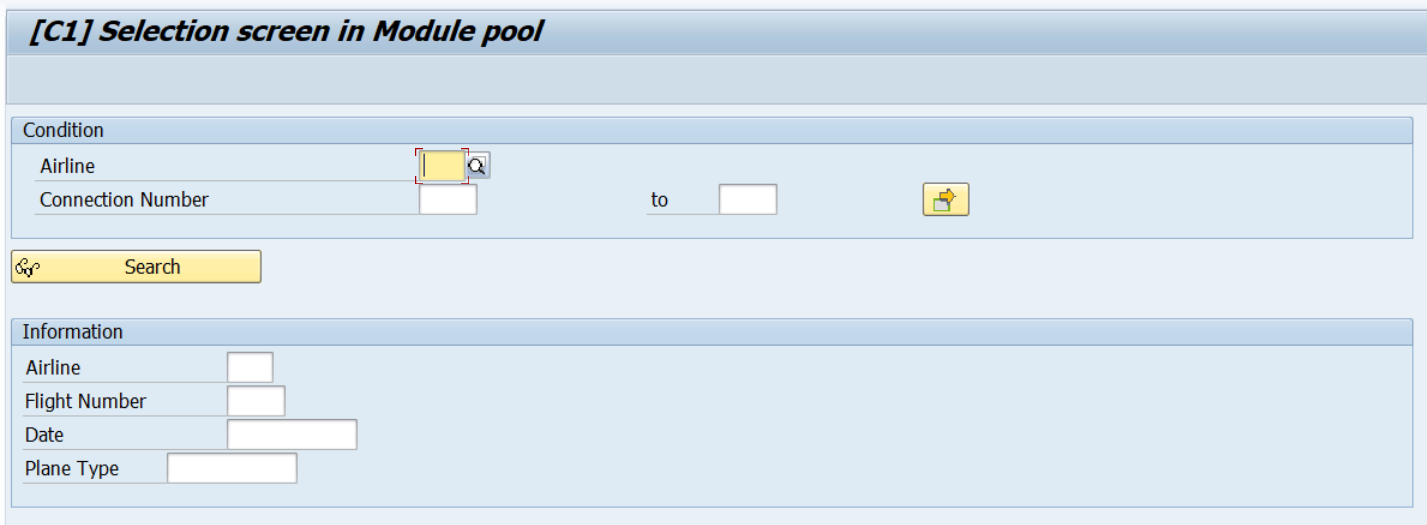 [C1] Selection screen in Module pool
Condition
Airline
Connection Number to
Search
Information
Airline
Flight Number
Date
Plane Type